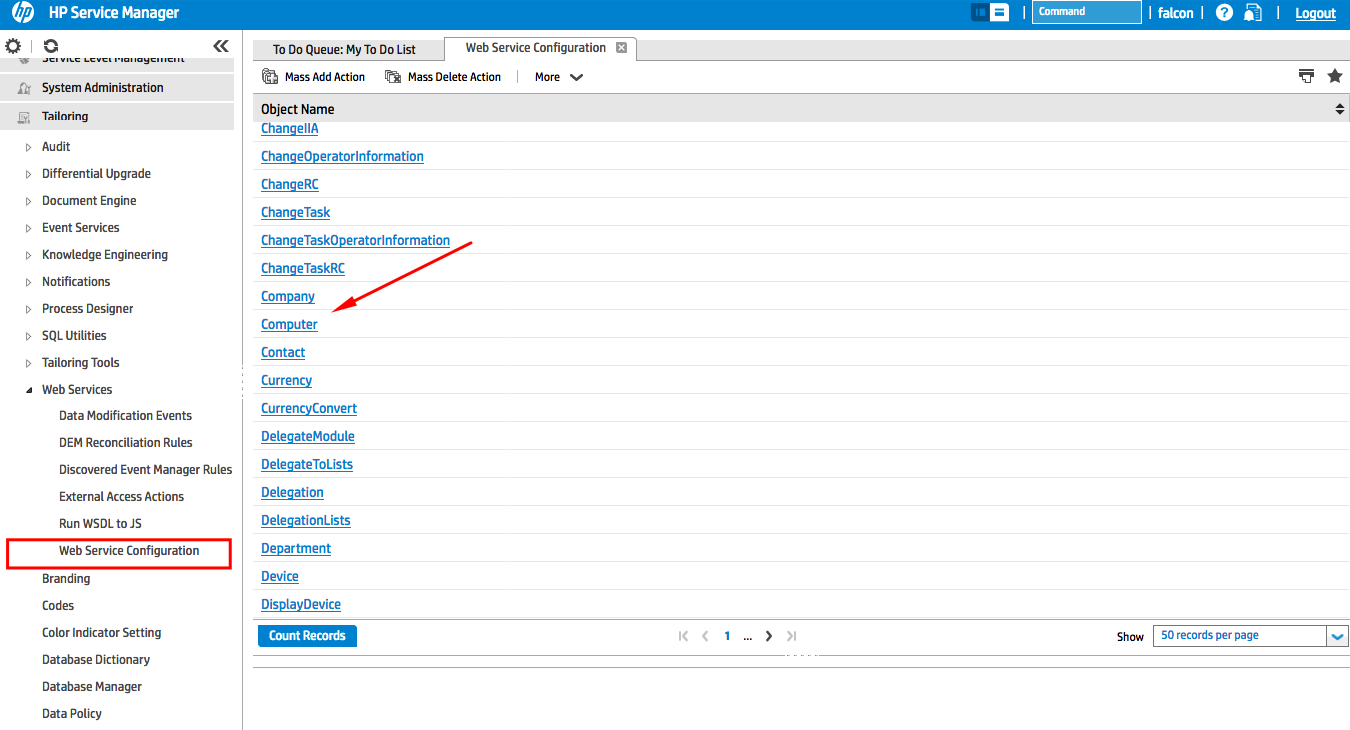 hp HP Service Manager
Command
falcon
?
Logout
Service Level Management
System Administration
Tailoring
Audit
Differential Upgrade
Document Engine
Event Services
Knowledge Engineering
Notifications
Process Designer
SQL Utilities
Tailoring Tools
Web Services
Data Modification Events
DEM Reconciliation Rules
Discovered Event Manager Rules
External Access Actions
Run WSDL to JS
Web Service Configuration
Branding
Codes
Color Indicator Setting
Database Dictionary
Database Manager
Data Policy
To Do Queue: My To Do List
Web Service Configuration
Mass Add Action
Mass Delete Action
More
Object Name
ChangeIIA
ChangeOperatorInformation
ChangeRC
ChangeTask
ChangeTaskOperatorInformation
ChangeTaskRC
Company
Computer
Contact
Currency
CurrencyConvert
DelegateModule
DelegateToLists
Delegation
DelegationLists
Department
Device
DisplayDevice
Count Records
1 ...
Show
50 records per page